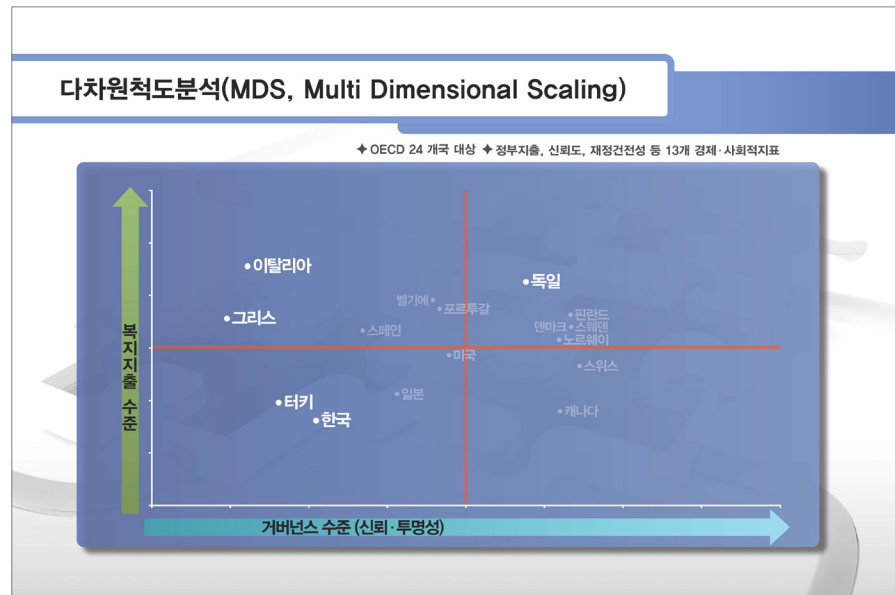 다차원척도분석(MDS, Multi Dimensional Scaling)
✦ OECD 24 개국 대상 ✦ 정부지출, 신뢰도, 재정건전성 등 13개 경제·사회적지표
복지지출 수준
•이탈리아
•독일
벨기에•
•포르투갈
•그리스
•핀란드
•스페인
덴마크•스웨덴
•노르웨이
•미국
•스위스
•일본
•터키
•캐나다
•한국
거버넌스 수준 (신뢰·투명성)